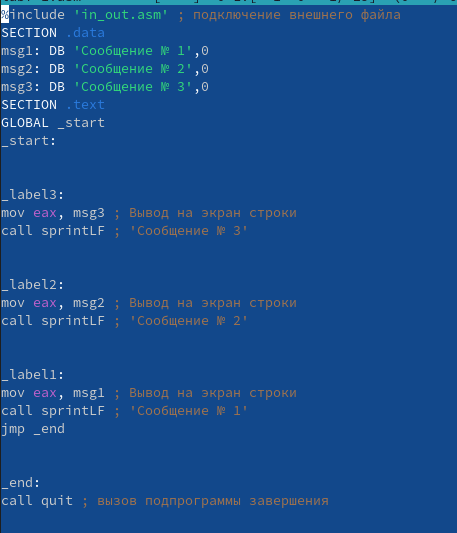 %include 'in_out.asm' ; подключение внешнего файла
SECTION .data
msg1: DB 'Сообщение № 1',0
msg2: DB 'Сообщение № 2',0
msg3: DB 'Сообщение № 3',0
SECTION .text
GLOBAL _start
_start:
_label3:
mov eax, msg3 ; Вывод на экран строки
call sprintLF ; 'Сообщение № 3'
_label2:
mov eax, msg2 ; Вывод на экран строки
call sprintLF ; 'Сообщение № 2'
_label1:
mov eax, msg1 ; Вывод на экран строки
call sprintLF ; 'Сообщение № 1'
jmp _end
_end:
call quit ; вызов подпрограммы завершения